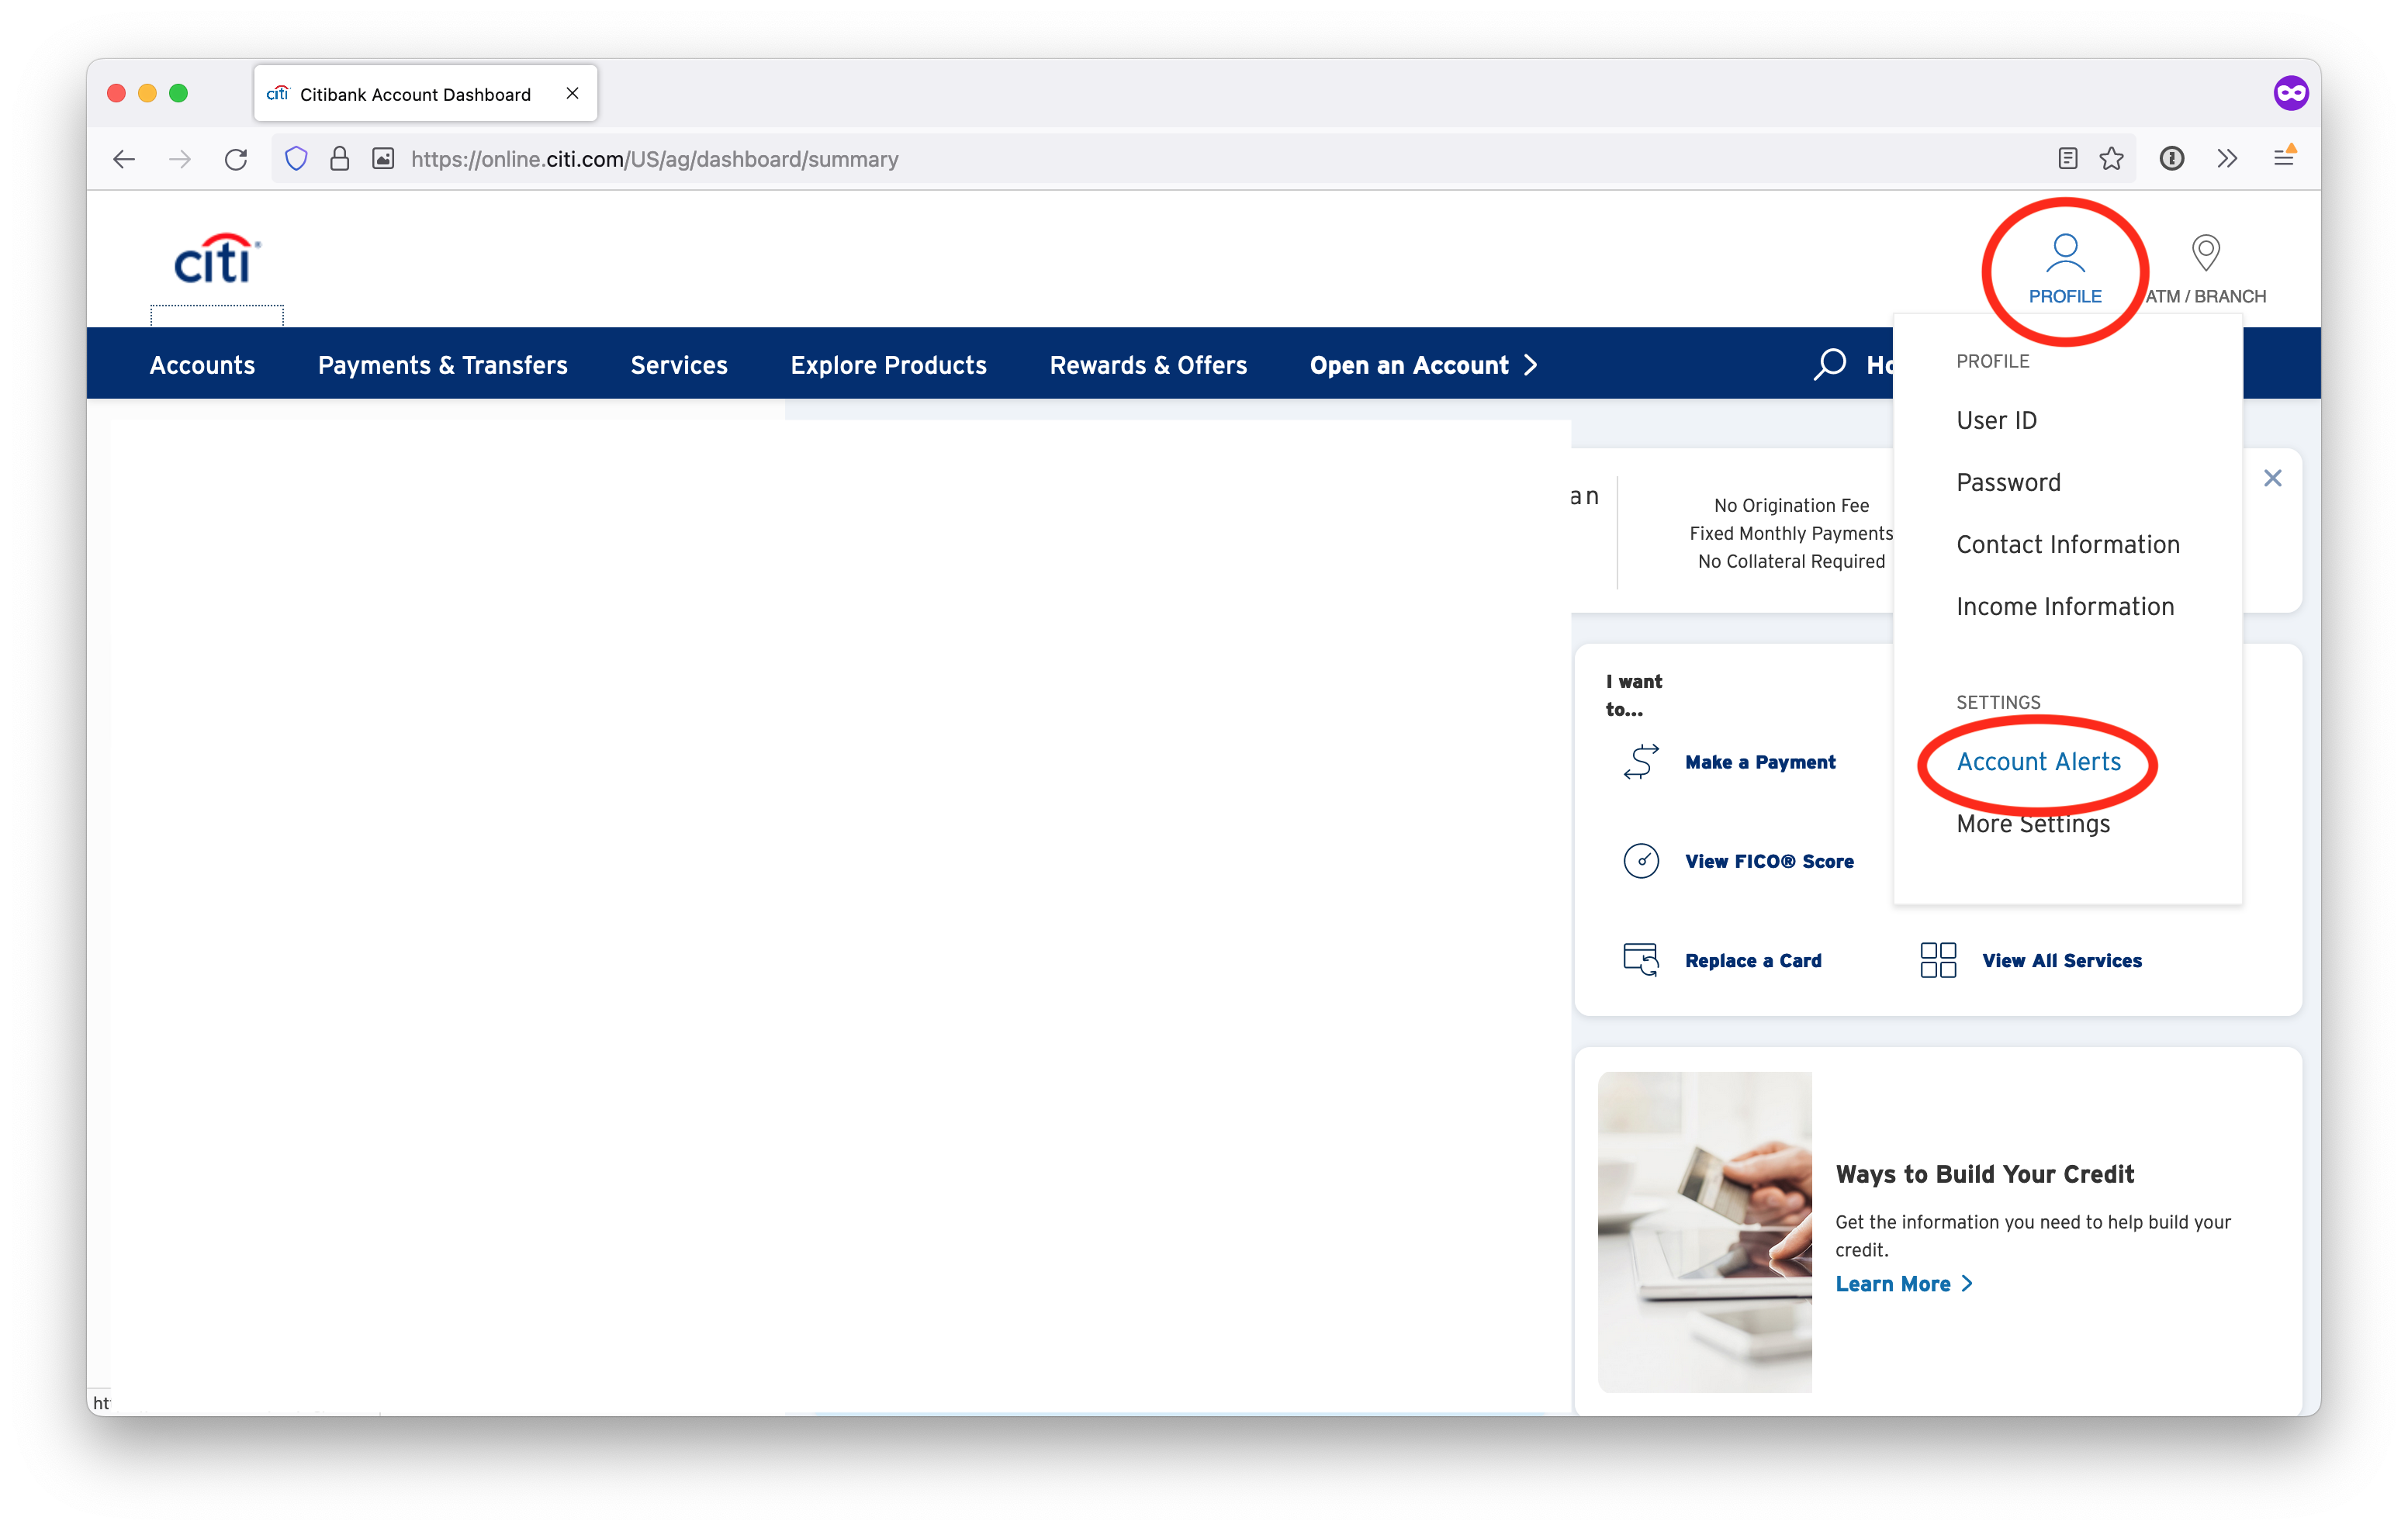 citi Citibank Account Dashboard
https://online.citi.com/US/ag/dashboard/summary
citi®
PROFILE
ATM / BRANCH
Accounts
Payments & Transfers
Services
Explore Products
Rewards & Offers
Open an Account
PROFILE
User ID
Password
Contact Information
Income Information
SETTINGS
Account Alerts
More Settings
an
No Origination Fee
Fixed Monthly Payments
No Collateral Required
I want
to...
Make a Payment
View FICO® Score
Replace a Card
View All Services
Ways to Build Your Credit
Get the information you need to help build your
credit.
Learn More